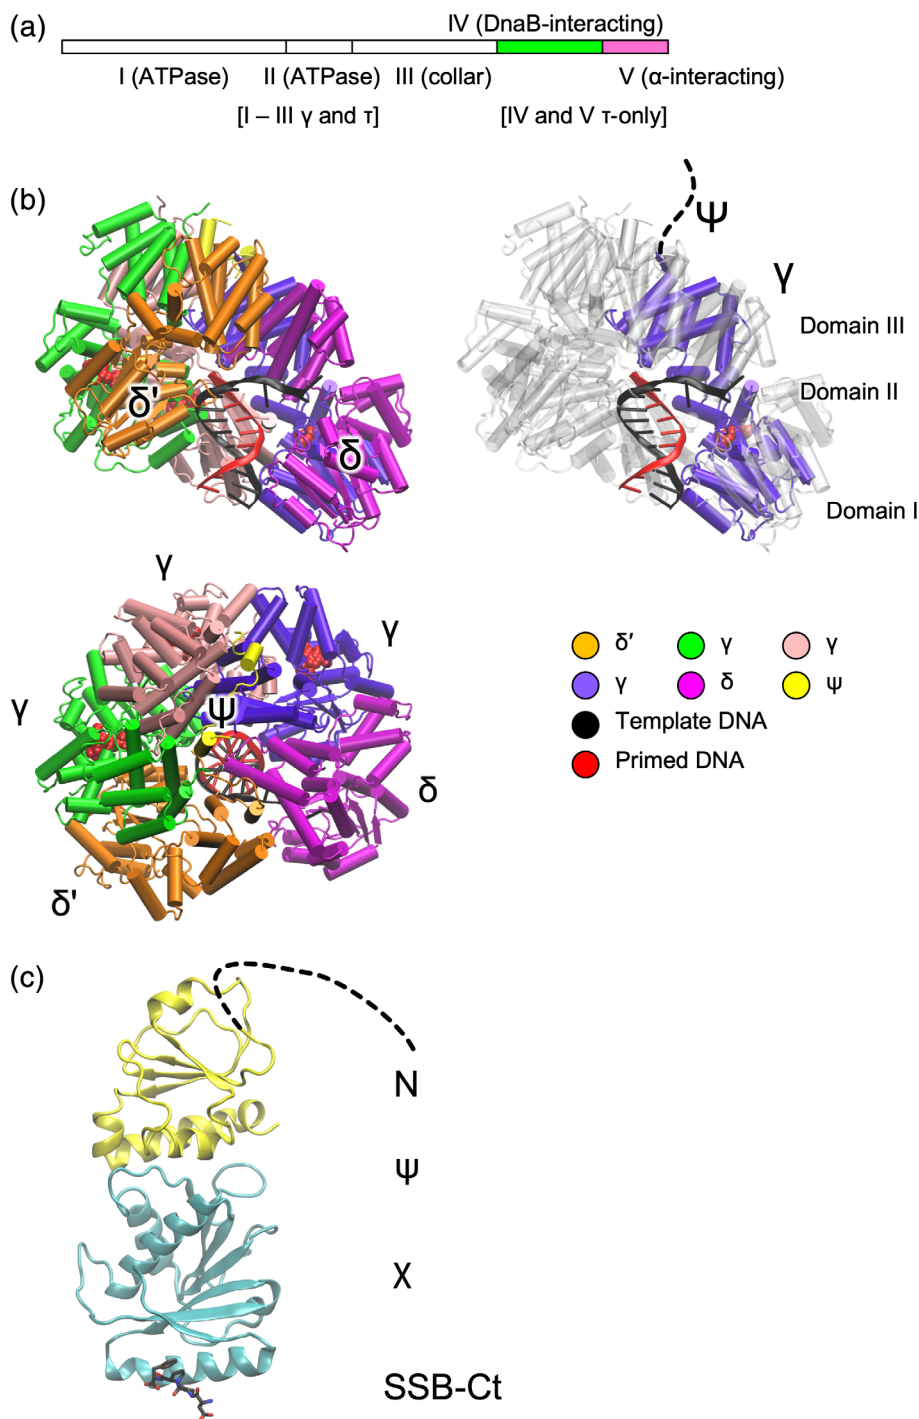 (a)
IV (DnaB-interacting)
I (ATPase) II (ATPase) III (collar) V (α-interacting)
[I – III γ and τ] [IV and V τ-only]
(b)
ψ
γ
Domain III
Domain II
δ'
δ
Domain I
γ
γ
γ
ψ
δ
δ'
δ' γ γ
γ δ ψ
Template DNA
Primed DNA
(c)
N
ψ
χ
SSB-Ct